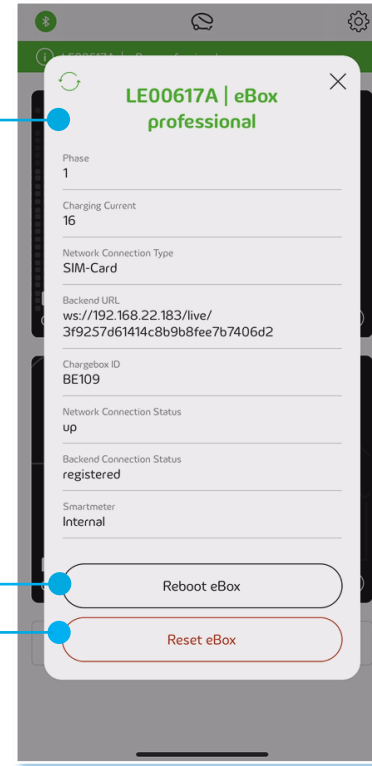 LE00617A | eBox
professional
Phase
1
Charging Current
16
Network Connection Type
SIM-Card
Backend URL
ws://192.168.22.183/live/
3f9257d61414c8b9b8fee7b7406d2
Chargebox ID
BE109
Network Connection Status
up
Backend Connection Status
registered
Smartmeter
Internal
Reboot eBox
Reset eBox